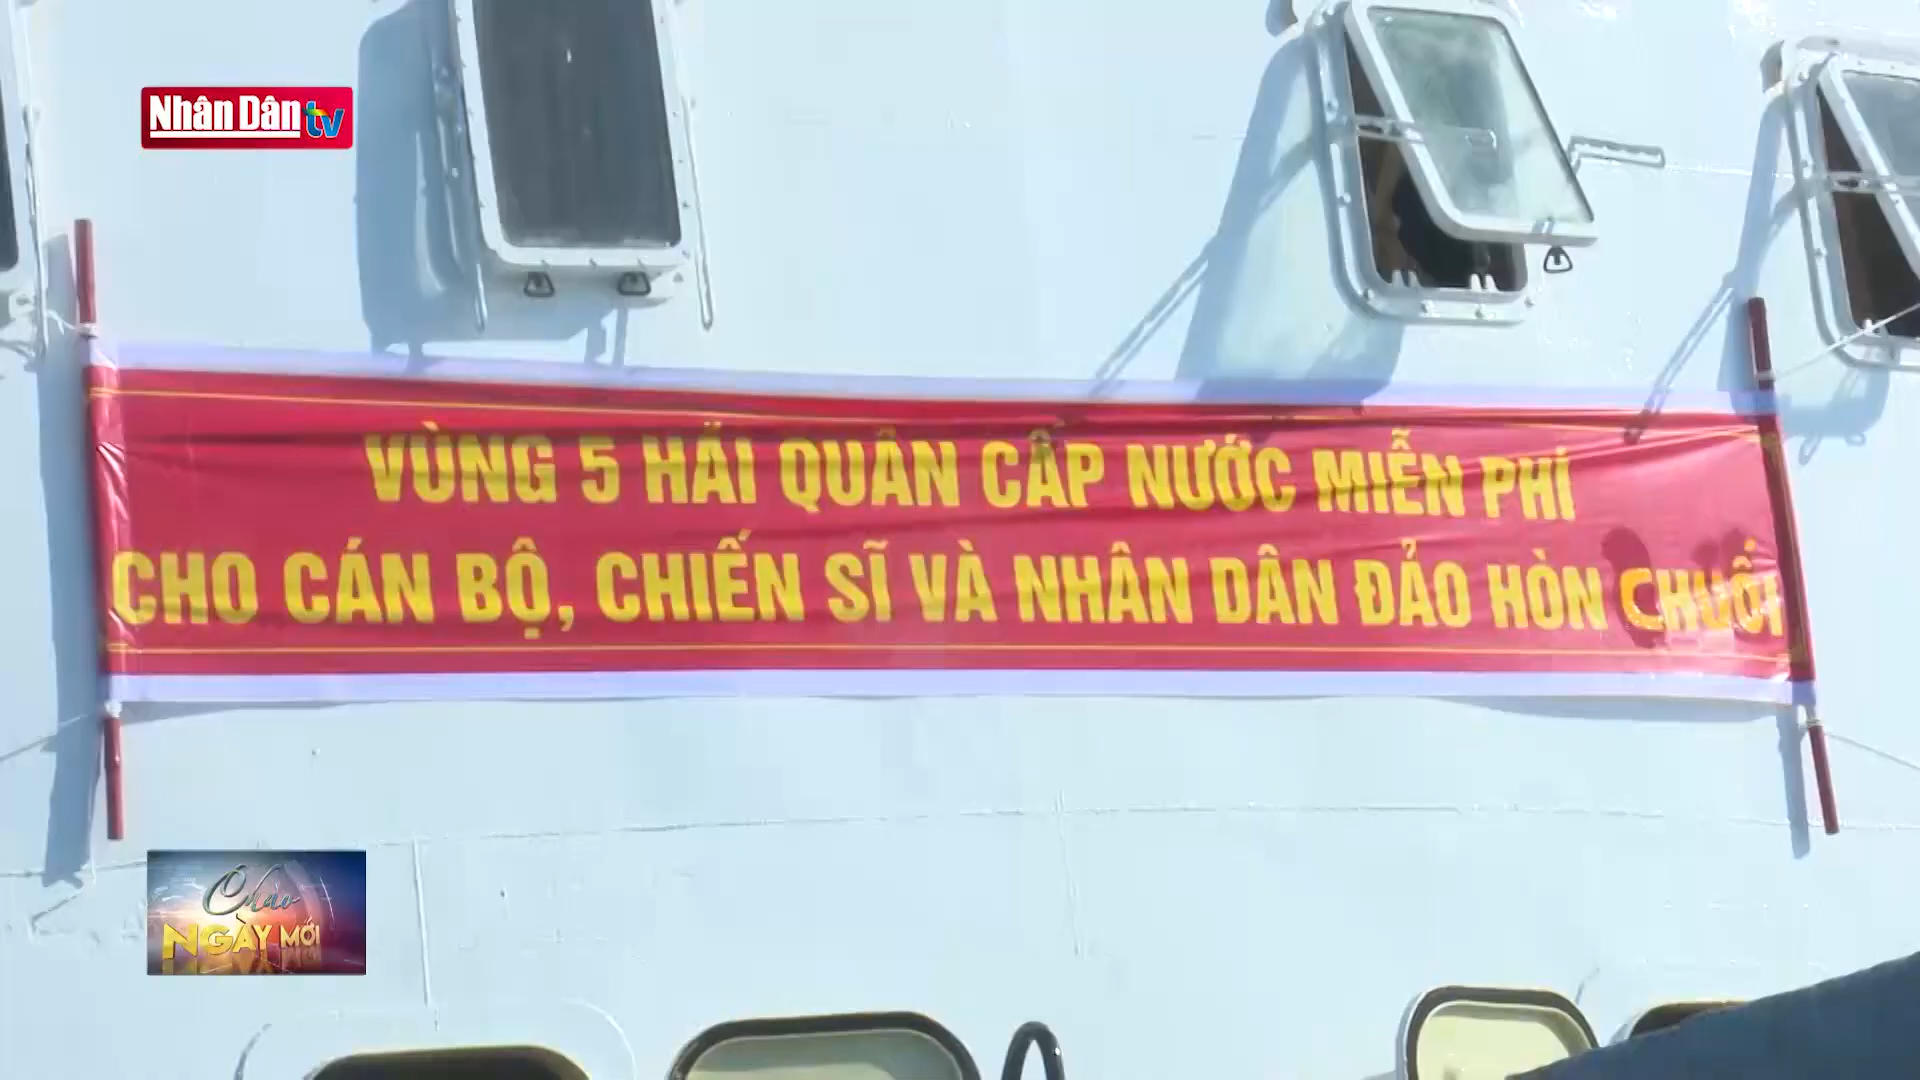 Nhân Dân tv
VÙNG 5 HẢI QUÂN CẤP NƯỚC MIỄN PHÍ
CHO CÁN BỘ, CHIẾN SĨ VÀ NHÂN DÂN ĐẢO HÒN CHUỐI
Chào
NGÀY MỚI